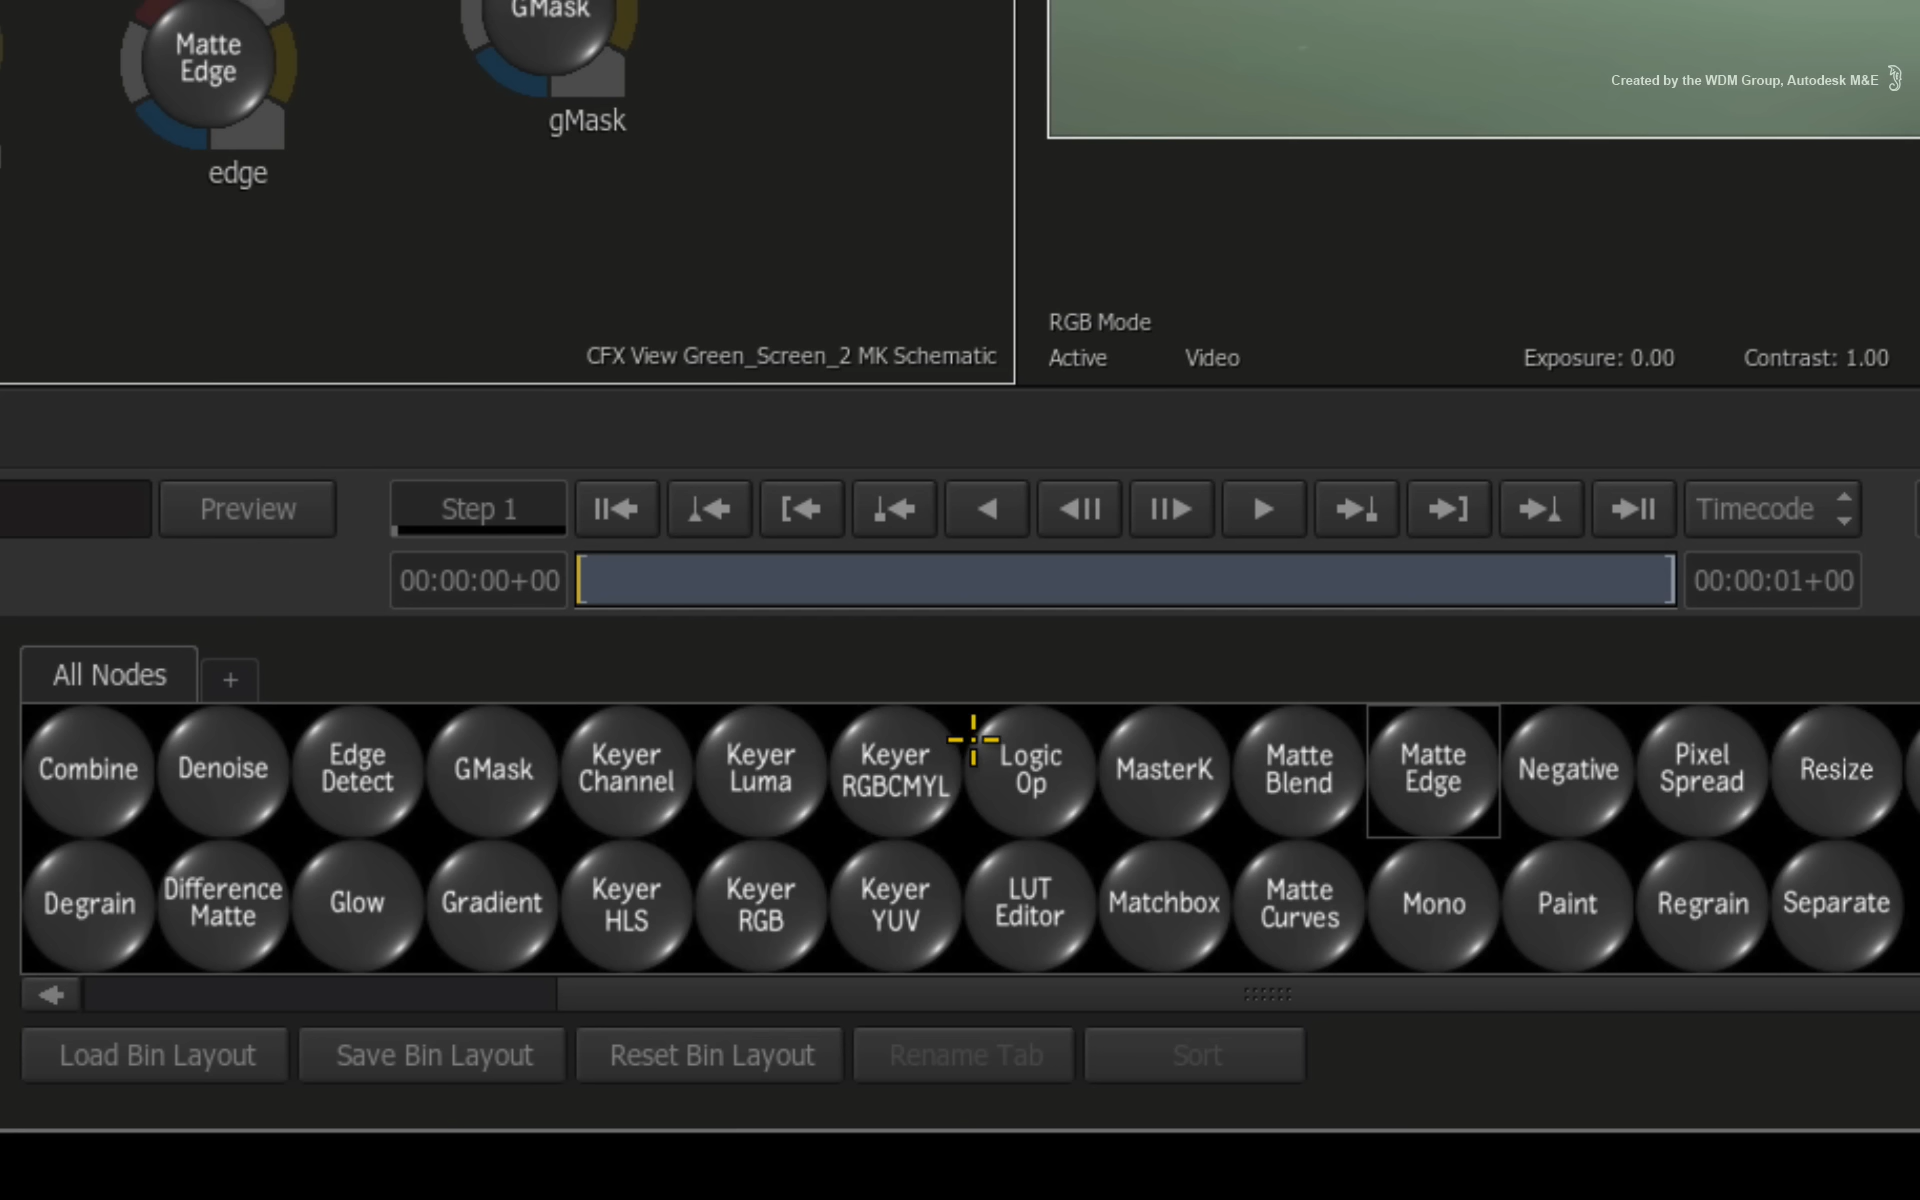 GMask
Matte
Edge
gMask
edge
Created by the WDM Group, Autodesk M&E
RGB Mode
CFX View Green_Screen_2 MK Schematic
Active Video Exposure: 0.00 Contrast: 1.00
Preview Step 1 Timecode
00:00:00+00 00:00:01+00
All Nodes +
Combine Denoise Edge Detect GMask Keyer Channel Keyer Luma Keyer RGBCMYL Logic Op MasterK Matte Blend Matte Edge Negative Pixel Spread Resize
Degrain Difference Matte Glow Gradient Keyer HLS Keyer RGB Keyer YUV LUT Editor Matchbox Matte Curves Mono Paint Regrain Separate
Load Bin Layout Save Bin Layout Reset Bin Layout Rename Tab Sort